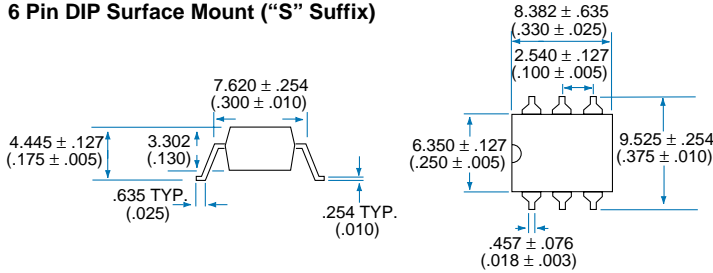 6 Pin DIP Surface Mount (“S” Suffix)
8.382 ± .635
(.330 ± .025)
2.540 ± .127
(.100 ± .005)
7.620 ± .254
(.300 ± .010)
4.445 ± .127
(.175 ± .005)
3.302
(.130)
6.350 ± .127
(.250 ± .005)
9.525 ± .254
(.375 ± .010)
.635 TYP.
(.025)
.254 TYP.
(.010)
.457 ± .076
(.018 ± .003)